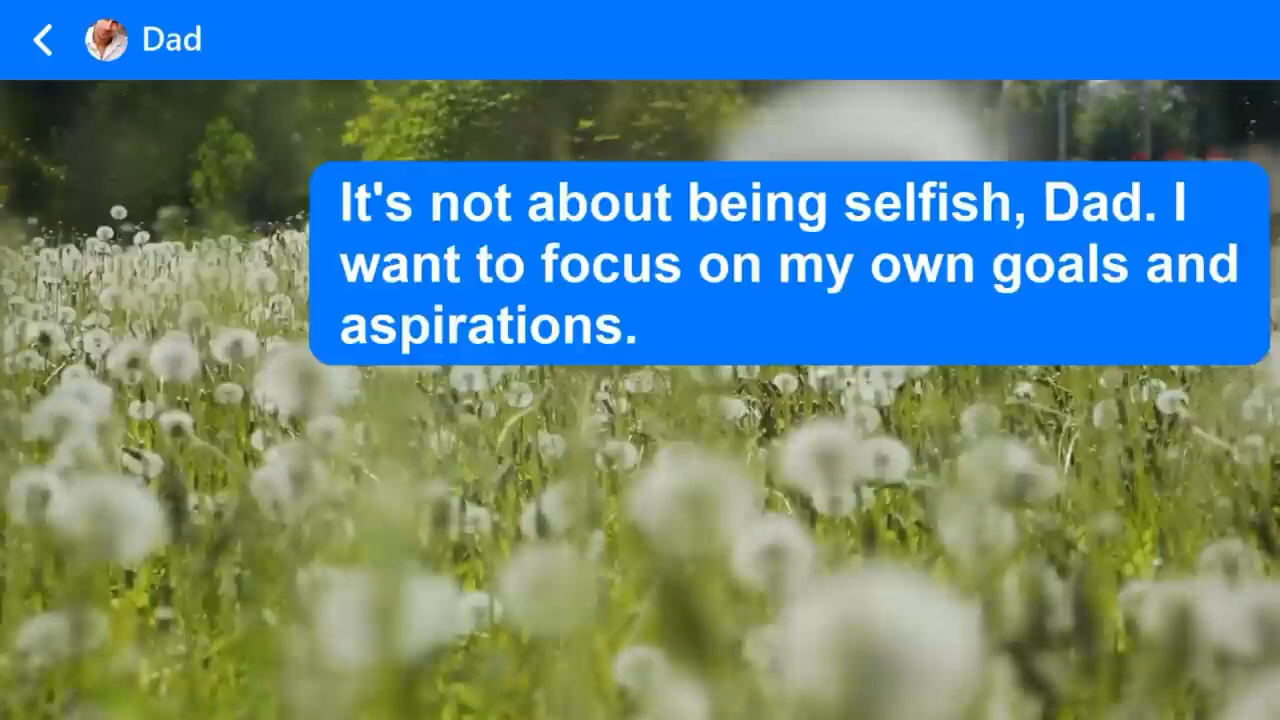 Dad
It's not about being selfish, Dad. I
want to focus on my own goals and
aspirations.